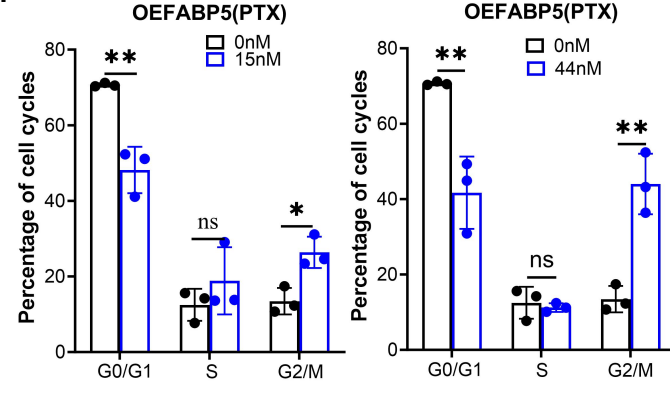 OEFABP5(PTX)
Percentage of cell cycles
80
60
40
20
0
0nM
15nM
**
ns
*
G0/G1
S
G2/M
OEFABP5(PTX)
Percentage of cell cycles
80
60
40
20
0
0nM
44nM
**
ns
**
G0/G1
S
G2/M